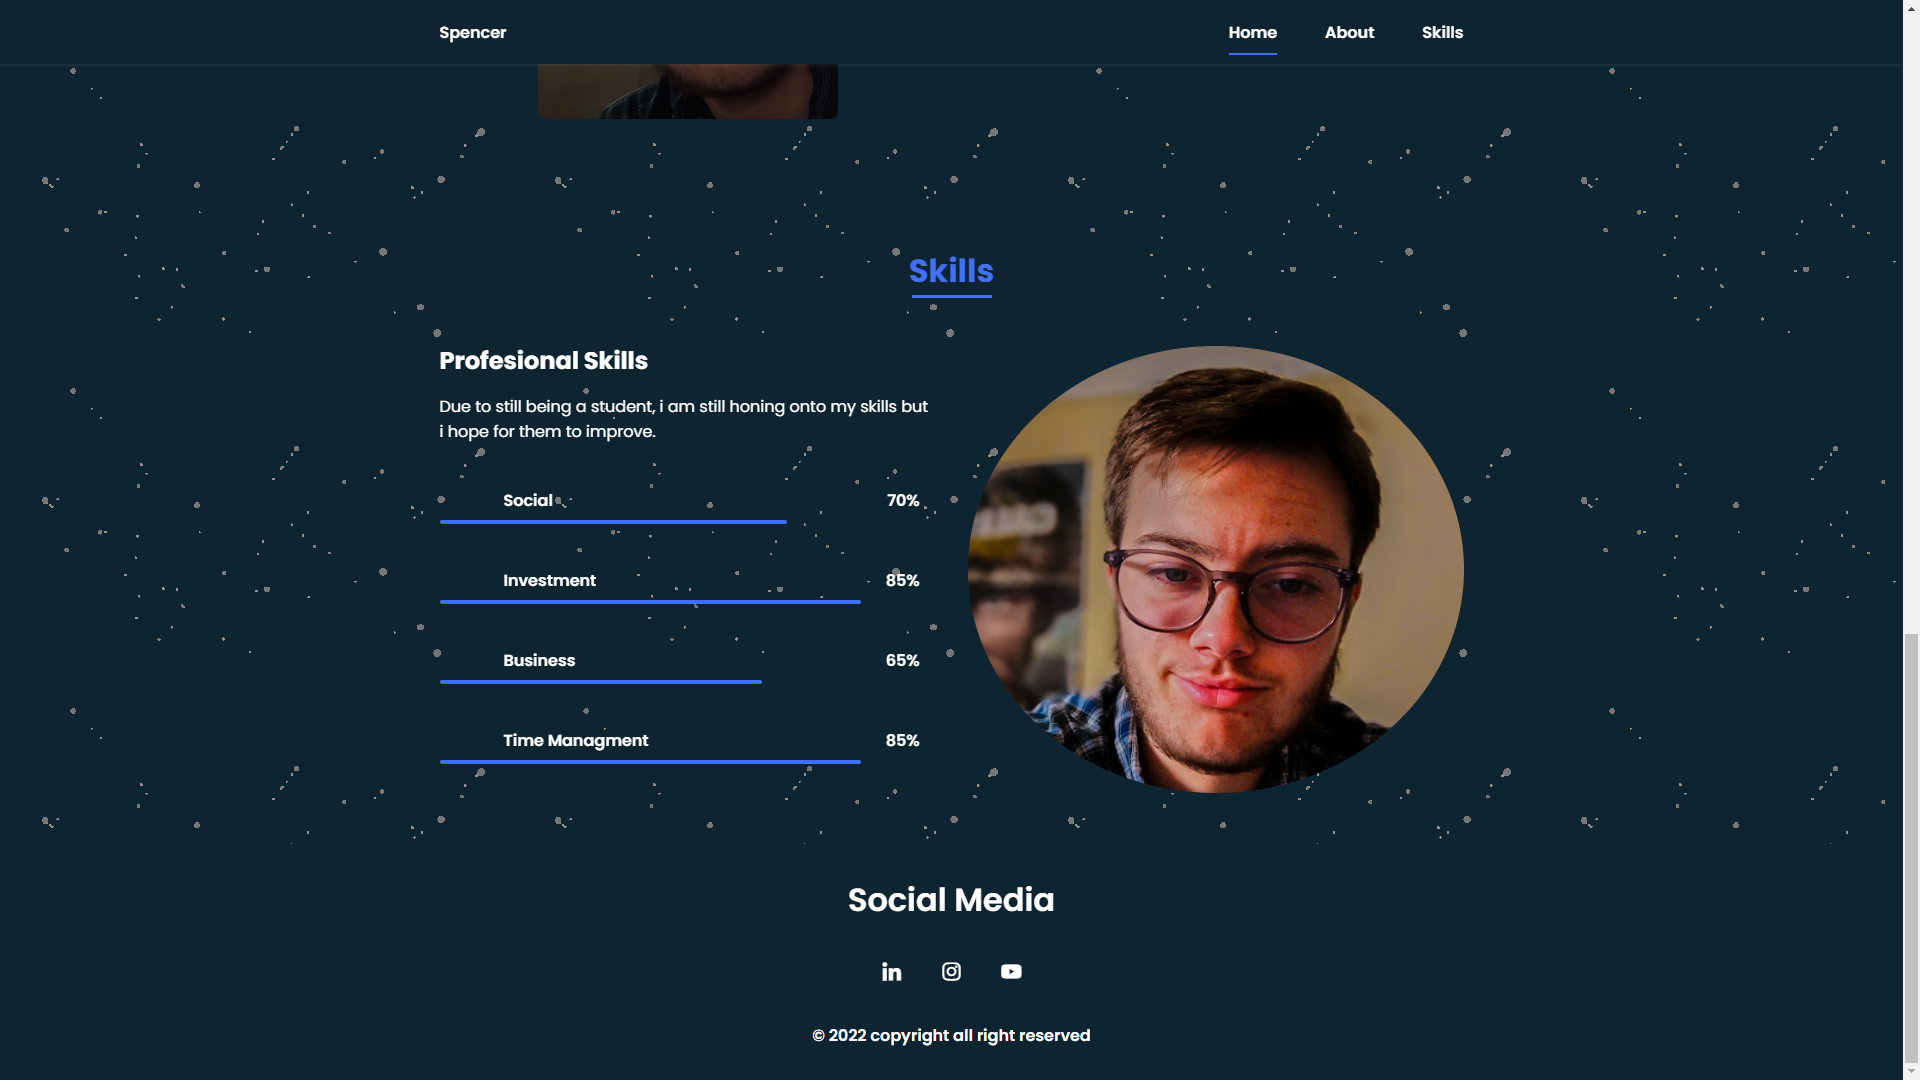 Spencer Home About Skills
Skills
Profesional Skills
Due to still being a student, i am still honing onto my skills but
i hope for them to improve.
Social 70%
Investment 85%
Business 65%
Time Managment 85%
Social Media
© 2022 copyright all right reserved